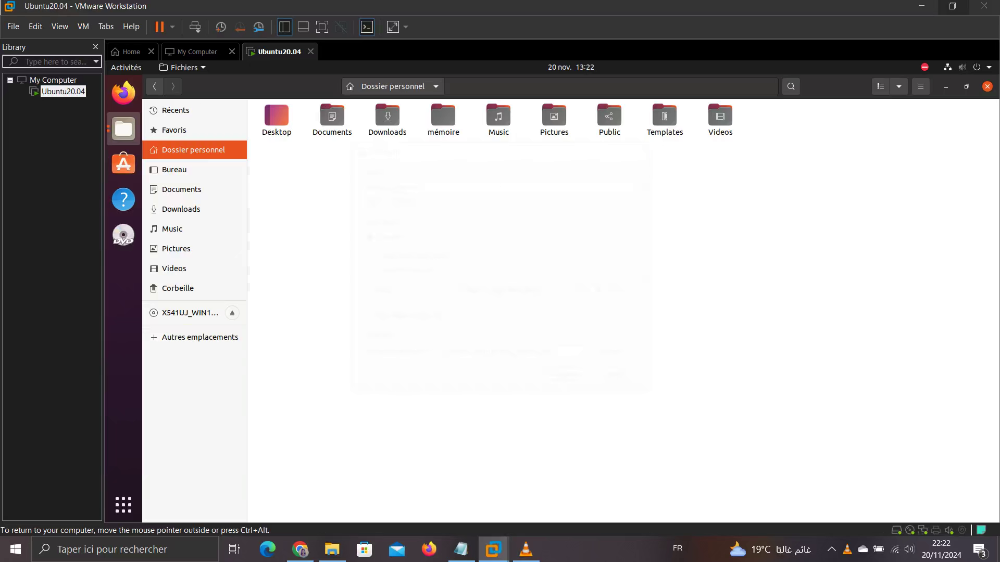 Ubuntu20.04 - VMware Workstation
File Edit View VM Tabs Help
Library
Home
My Computer
Ubuntu20.04
Type here to sea...
Activités
Fichiers
20 nov. 13:22
My Computer
Ubuntu20.04
Dossier personnel
Récents
Favoris
Dossier personnel
Bureau
Documents
Downloads
Music
Pictures
Videos
Corbeille
X541UJ_WIN1...
Autres emplacements
Desktop
Documents
Downloads
mémoire
Music
Pictures
Public
Templates
Videos
DVD
To return to your computer, move the mouse pointer outside or press Ctrl+Alt.
Taper ici pour rechercher
FR
19°C غائم غالبًا
22:22
20/11/2024
3